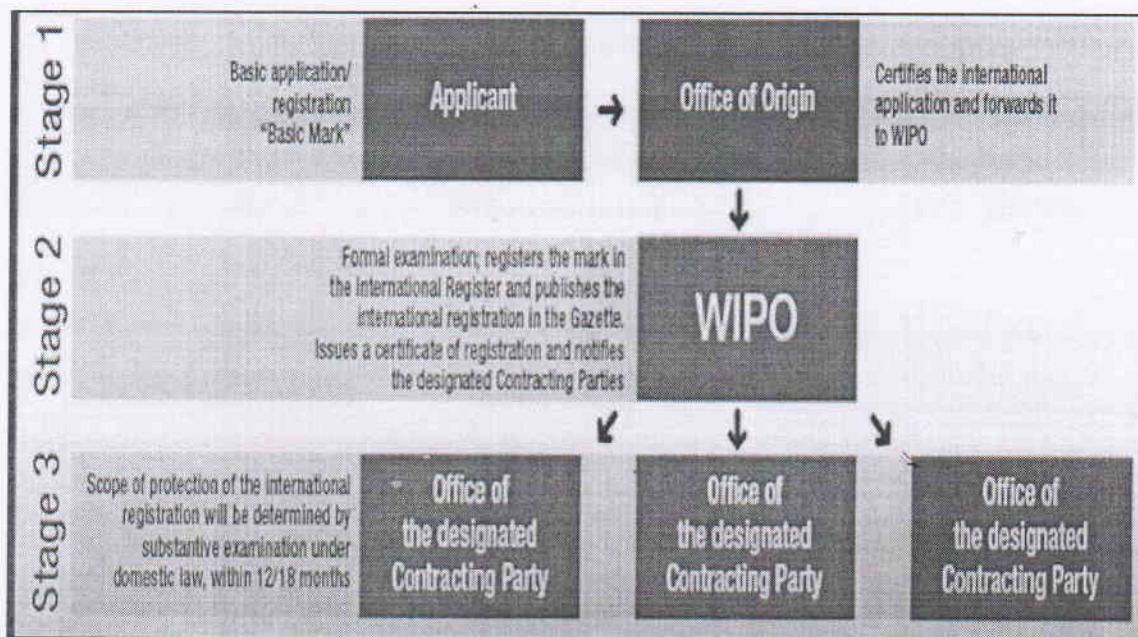 Stage 1
Basic application/
registration
"Basic Mark"
Applicant
Office of Origin
Certifies the international
application and forwards it
to WIPO
Stage 2
Formal examination; registers the mark in
the International Register and publishes the
international registration in the Gazette.
Issues a certificate of registration and notifies
the designated Contracting Parties
WIPO
Stage 3
Scope of protection of the international
registration will be determined by
substantive examination under
domestic law, within 12/18 months
Office of
the designated
Contracting Party
Office of
the designated
Contracting Party
Office of
the designated
Contracting Party